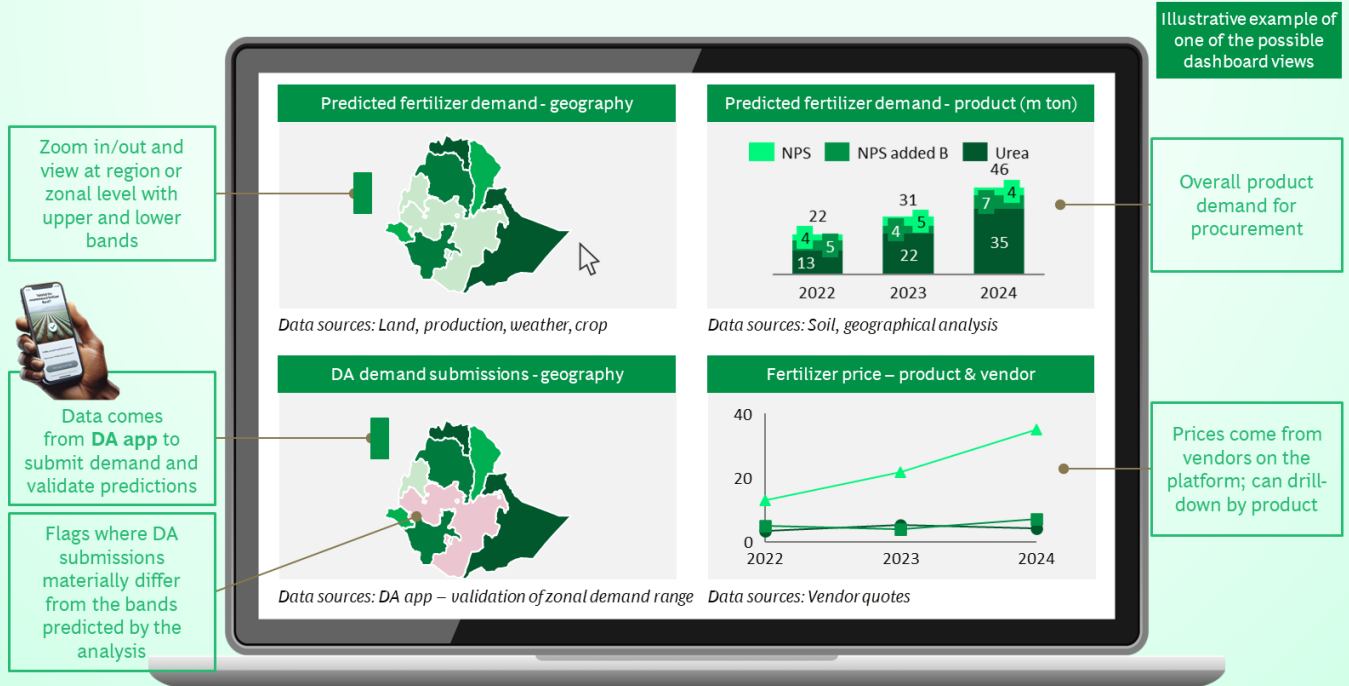 Illustrative example of
one of the possible
dashboard views
Predicted fertilizer demand - geography
Predicted fertilizer demand - product (m ton)
Zoom in/out and
view at region or
zonal level with
upper and lower
bands
NPS
NPS added B
Urea
22
4
5
13
31
5
4
22
46
4
7
35
2022
2023
2024
Overall product
demand for
procurement
Data sources: Land, production, weather, crop
Data sources: Soil, geographical analysis
DA demand submissions - geography
Fertilizer price – product & vendor
Data comes
from DA app to
submit demand and
validate predictions
Flags where DA
submissions
materially differ
from the bands
predicted by the
analysis
40
20
0
2022
2023
2024
Prices come from
vendors on the
platform; can drill-
down by product
Data sources: DA app – validation of zonal demand range
Data sources: Vendor quotes